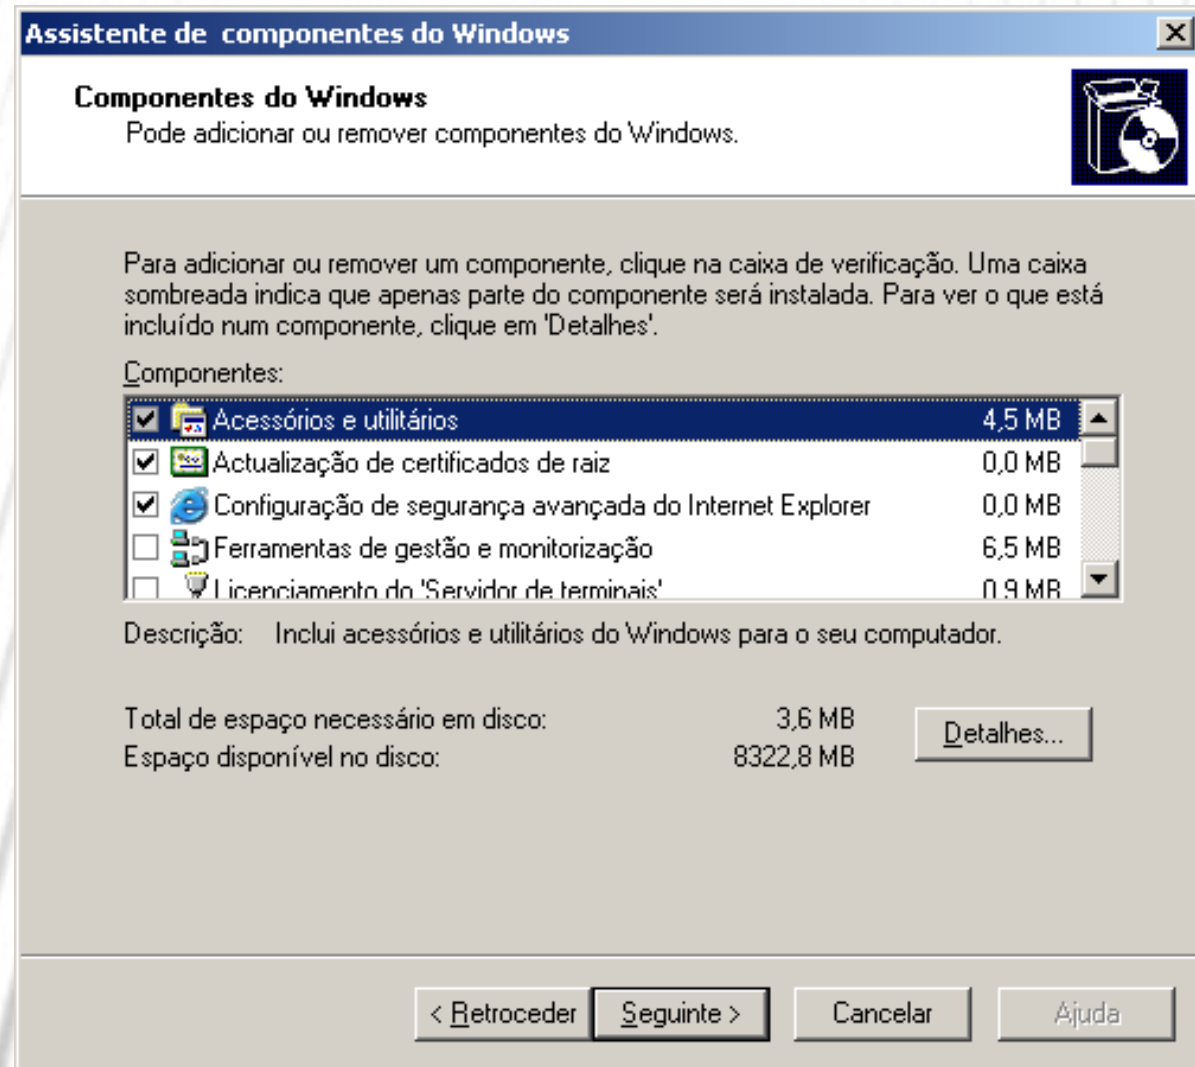 Assistente de componentes do Windows
Componentes do Windows
Pode adicionar ou remover componentes do Windows.
Para adicionar ou remover um componente, clique na caixa de verificação. Uma caixa
sombreada indica que apenas parte do componente será instalada. Para ver o que está
incluído num componente, clique em 'Detalhes'.
Componentes:
Acessórios e utilitários 4,5 MB
Actualização de certificados de raiz 0,0 MB
Configuração de segurança avançada do Internet Explorer 0,0 MB
Ferramentas de gestão e monitorização 6,5 MB
Licenciamento do 'Servidor de terminais' 0,9 MB
Descrição: Inclui acessórios e utilitários do Windows para o seu computador.
Total de espaço necessário em disco: 3,6 MB
Espaço disponível no disco: 8322,8 MB
Detalhes...
< Retroceder Seguinte > Cancelar Ajuda